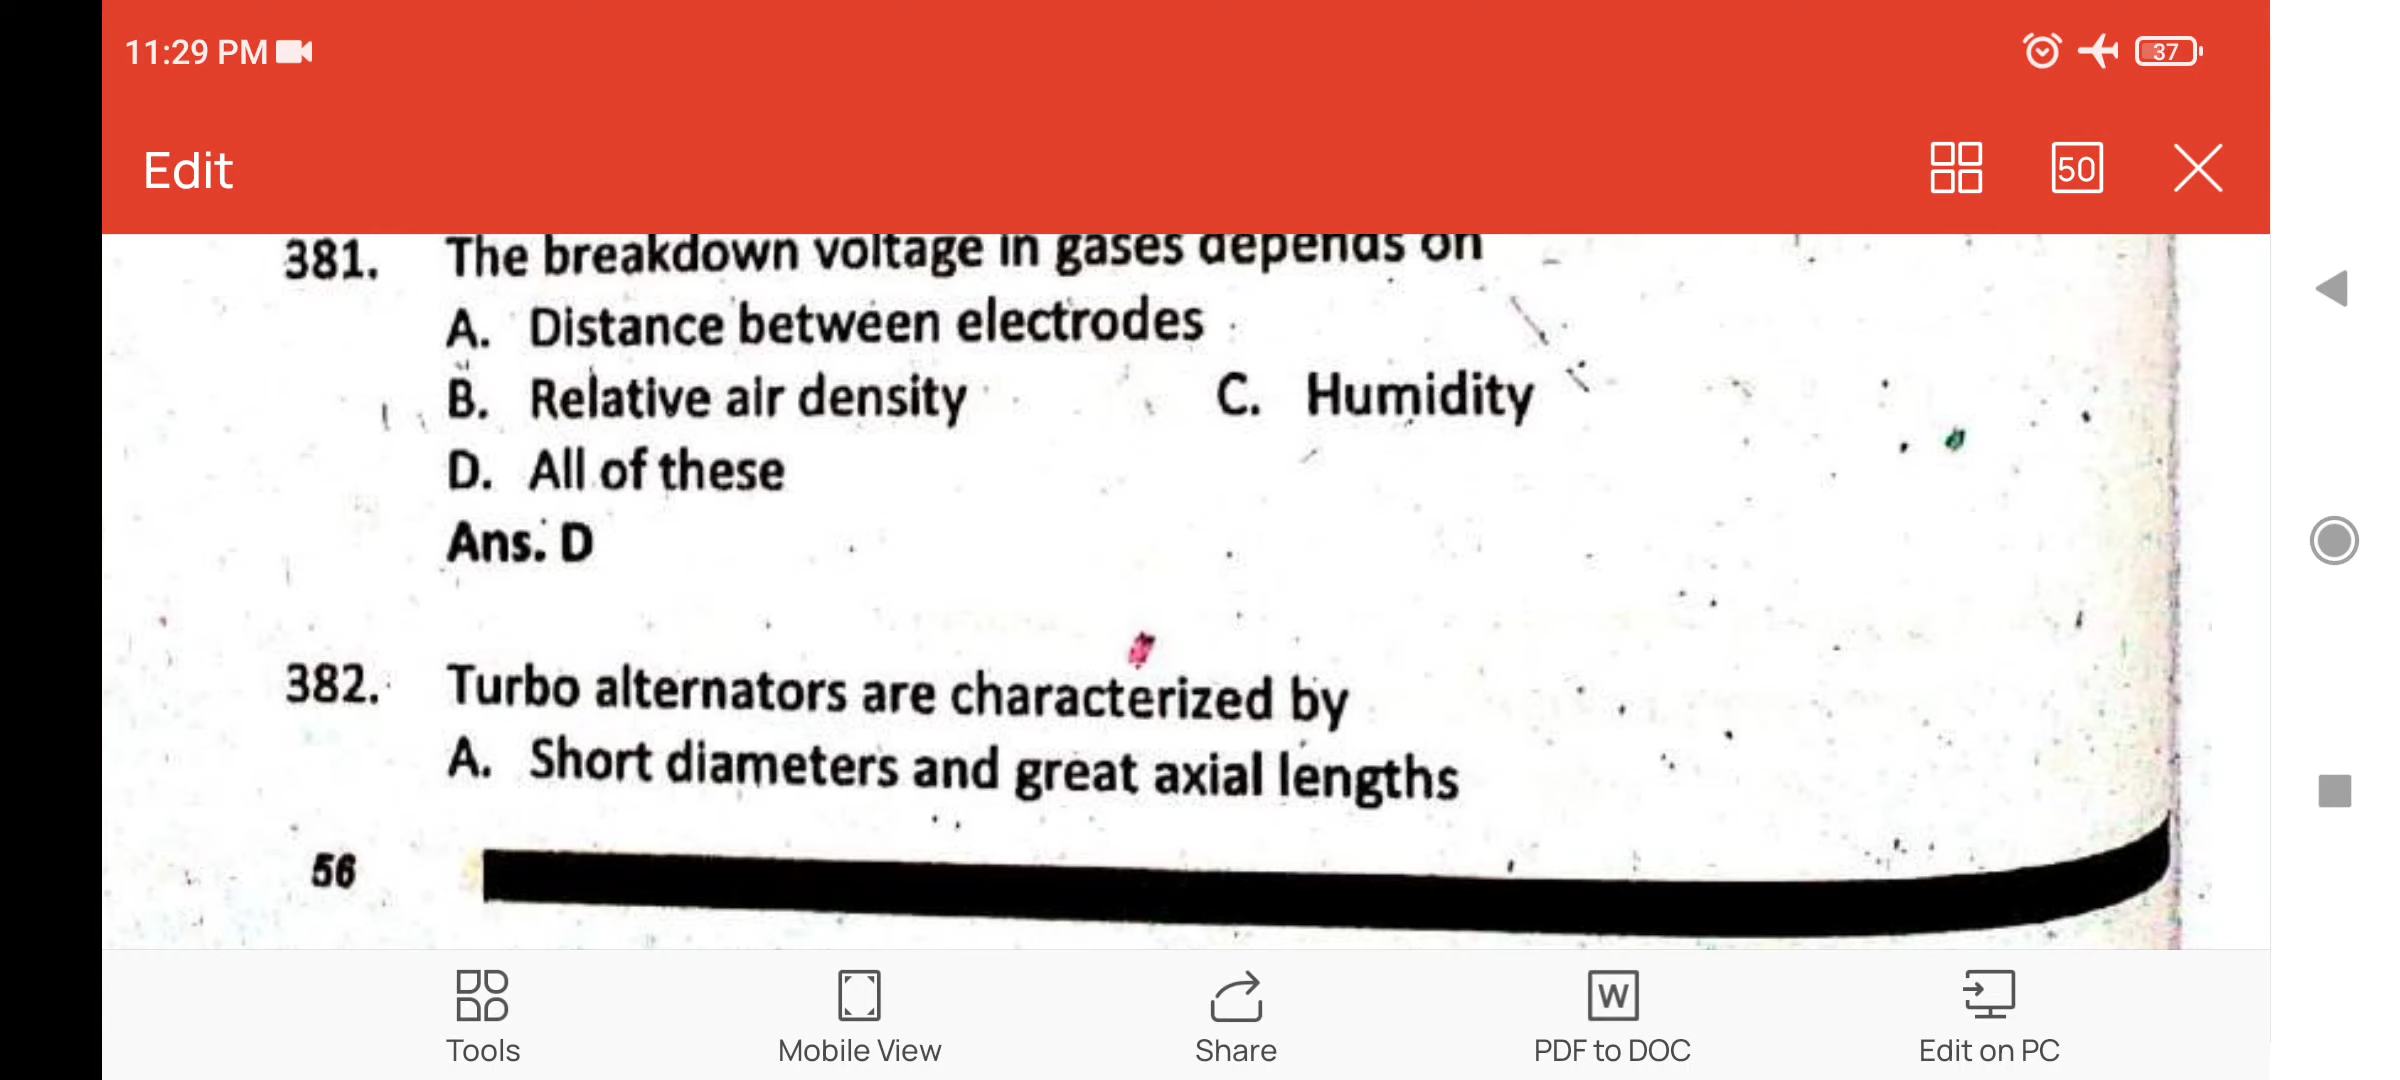 11:29 PM
37
Edit
50
381. The breakdown voltage in gases depends on
A. Distance between electrodes
B. Relative air density C. Humidity
D. All of these
Ans. D
382. Turbo alternators are characterized by
A. Short diameters and great axial lengths
56
Tools
Mobile View
Share
W
PDF to DOC
Edit on PC